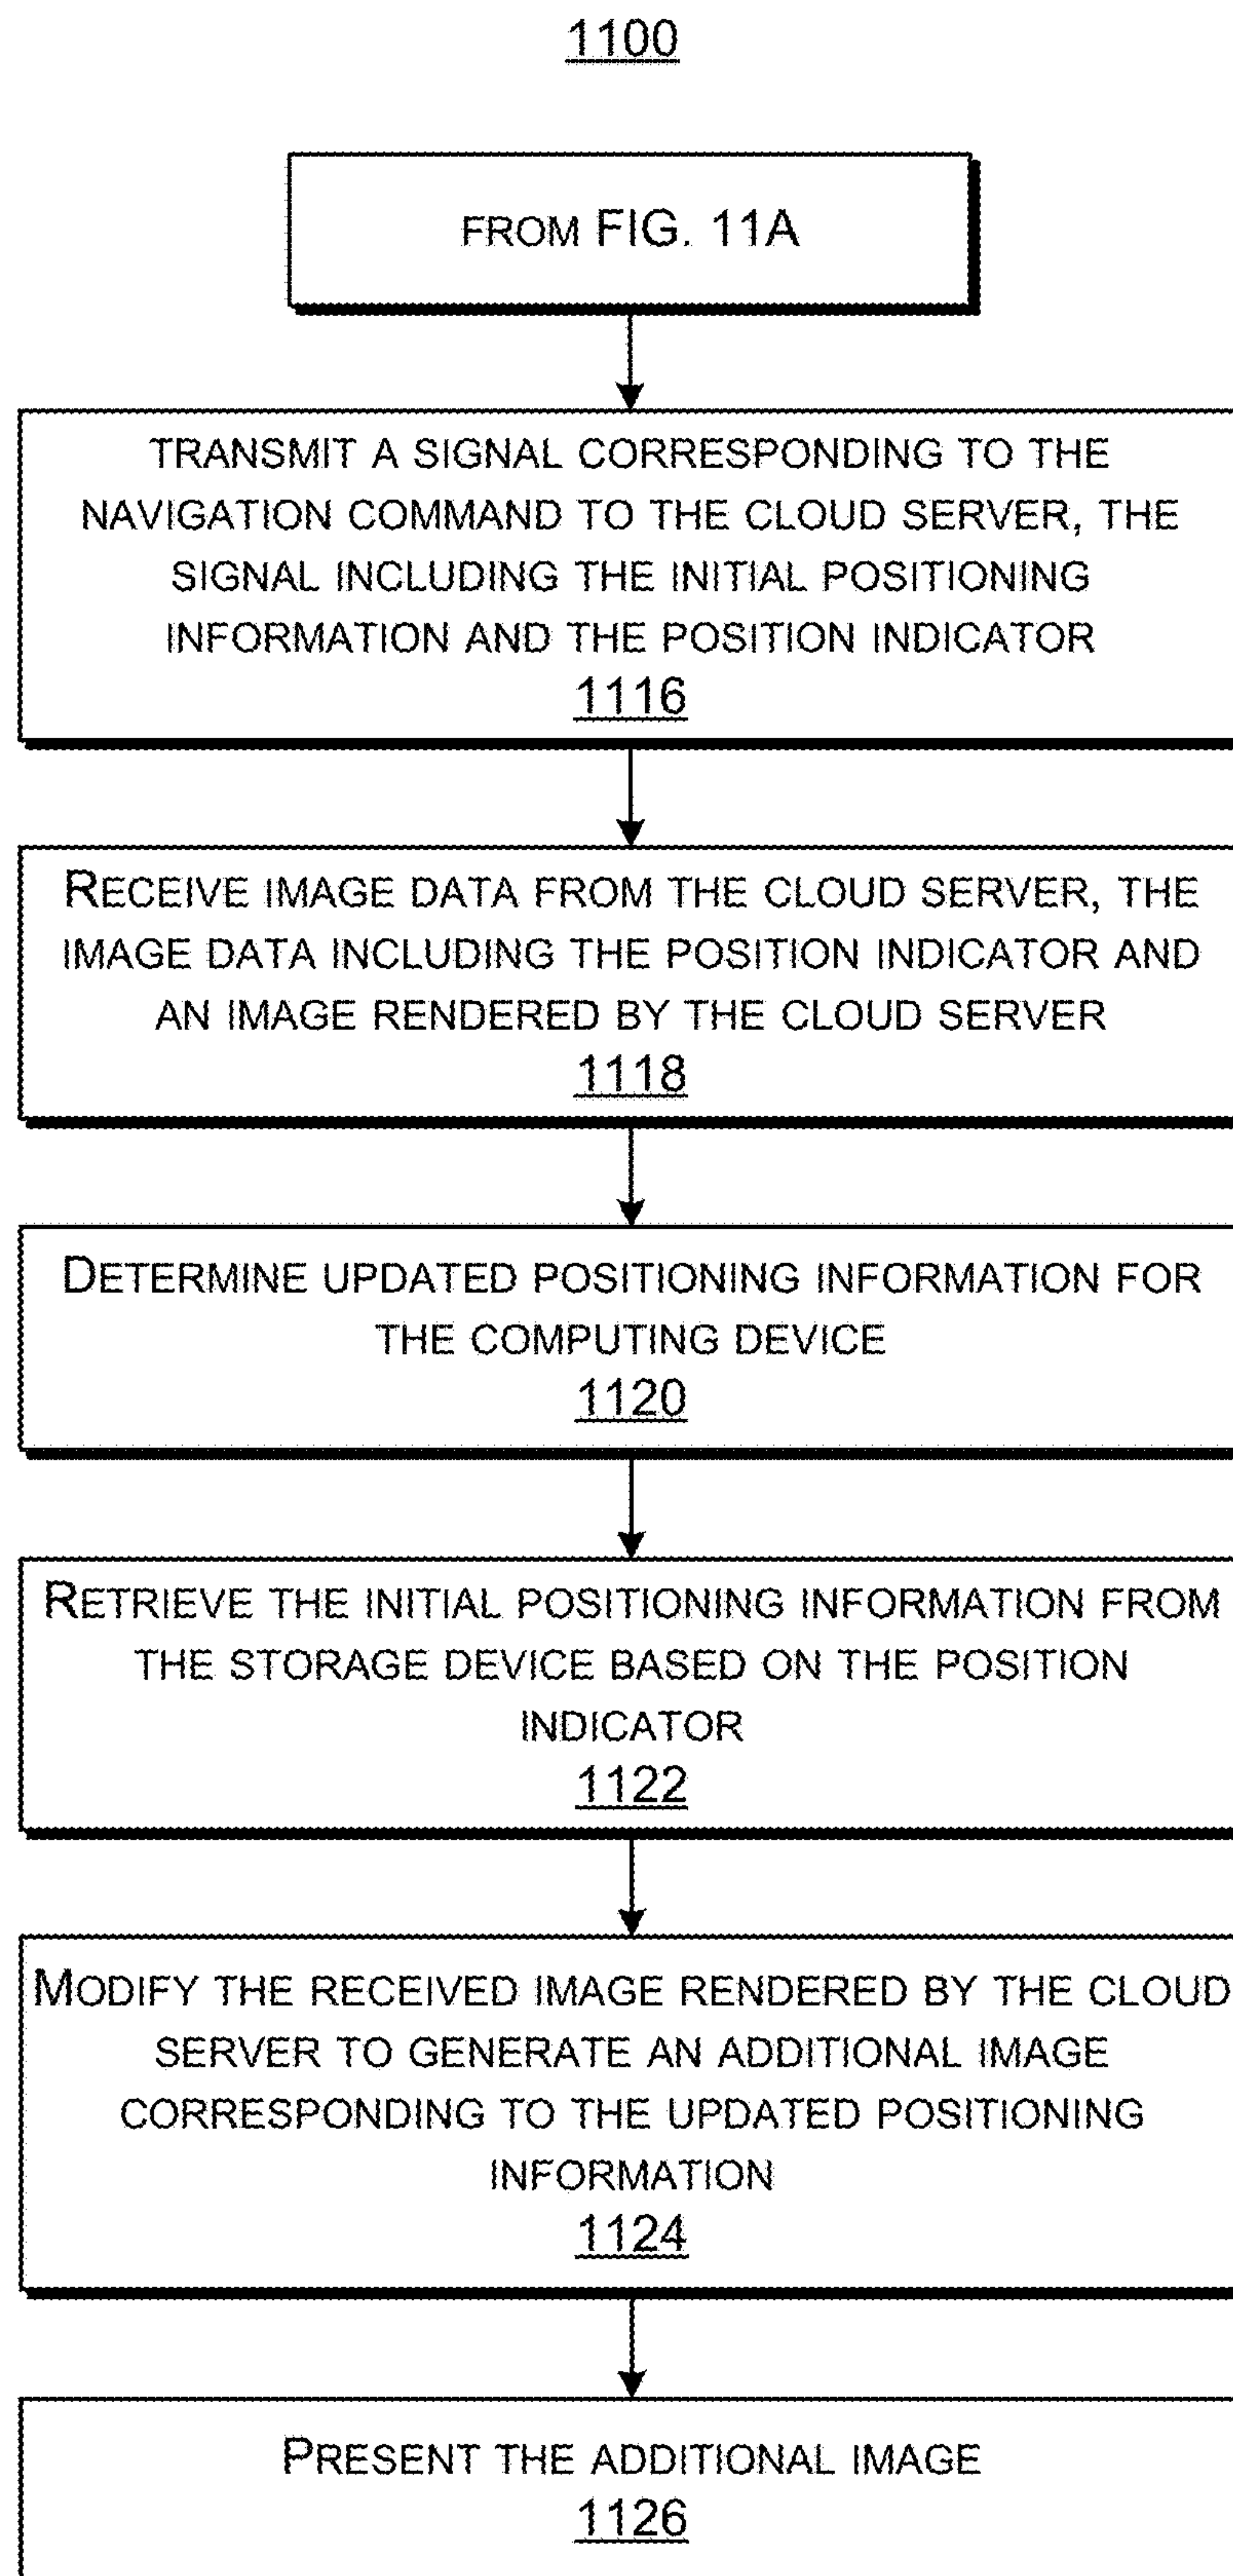 1100
FROM FIG. 11A
TRANSMIT A SIGNAL CORRESPONDING TO THE
NAVIGATION COMMAND TO THE CLOUD SERVER, THE
SIGNAL INCLUDING THE INITIAL POSITIONING
INFORMATION AND THE POSITION INDICATOR
1116
RECEIVE IMAGE DATA FROM THE CLOUD SERVER, THE
IMAGE DATA INCLUDING THE POSITION INDICATOR AND
AN IMAGE RENDERED BY THE CLOUD SERVER
1118
DETERMINE UPDATED POSITIONING INFORMATION FOR
THE COMPUTING DEVICE
1120
RETRIEVE THE INITIAL POSITIONING INFORMATION FROM
THE STORAGE DEVICE BASED ON THE POSITION
INDICATOR
1122
MODIFY THE RECEIVED IMAGE RENDERED BY THE CLOUD
SERVER TO GENERATE AN ADDITIONAL IMAGE
CORRESPONDING TO THE UPDATED POSITIONING
INFORMATION
1124
PRESENT THE ADDITIONAL IMAGE
1126